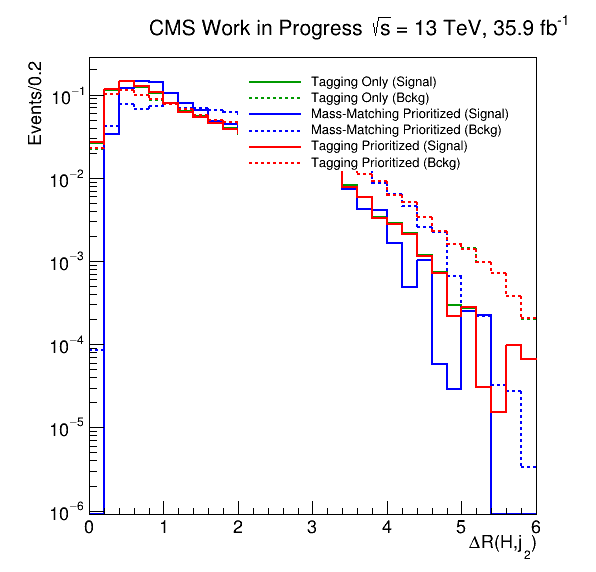 CMS Work in Progress √s = 13 TeV, 35.9 fb⁻¹
Events/0.2
Tagging Only (Signal)
Tagging Only (Bckg)
Mass-Matching Prioritized (Signal)
Mass-Matching Prioritized (Bckg)
Tagging Prioritized (Signal)
Tagging Prioritized (Bckg)
10⁻¹
10⁻²
10⁻³
10⁻⁴
10⁻⁵
10⁻⁶
0 1 2 3 4 5 6
ΔR(H,j₂)